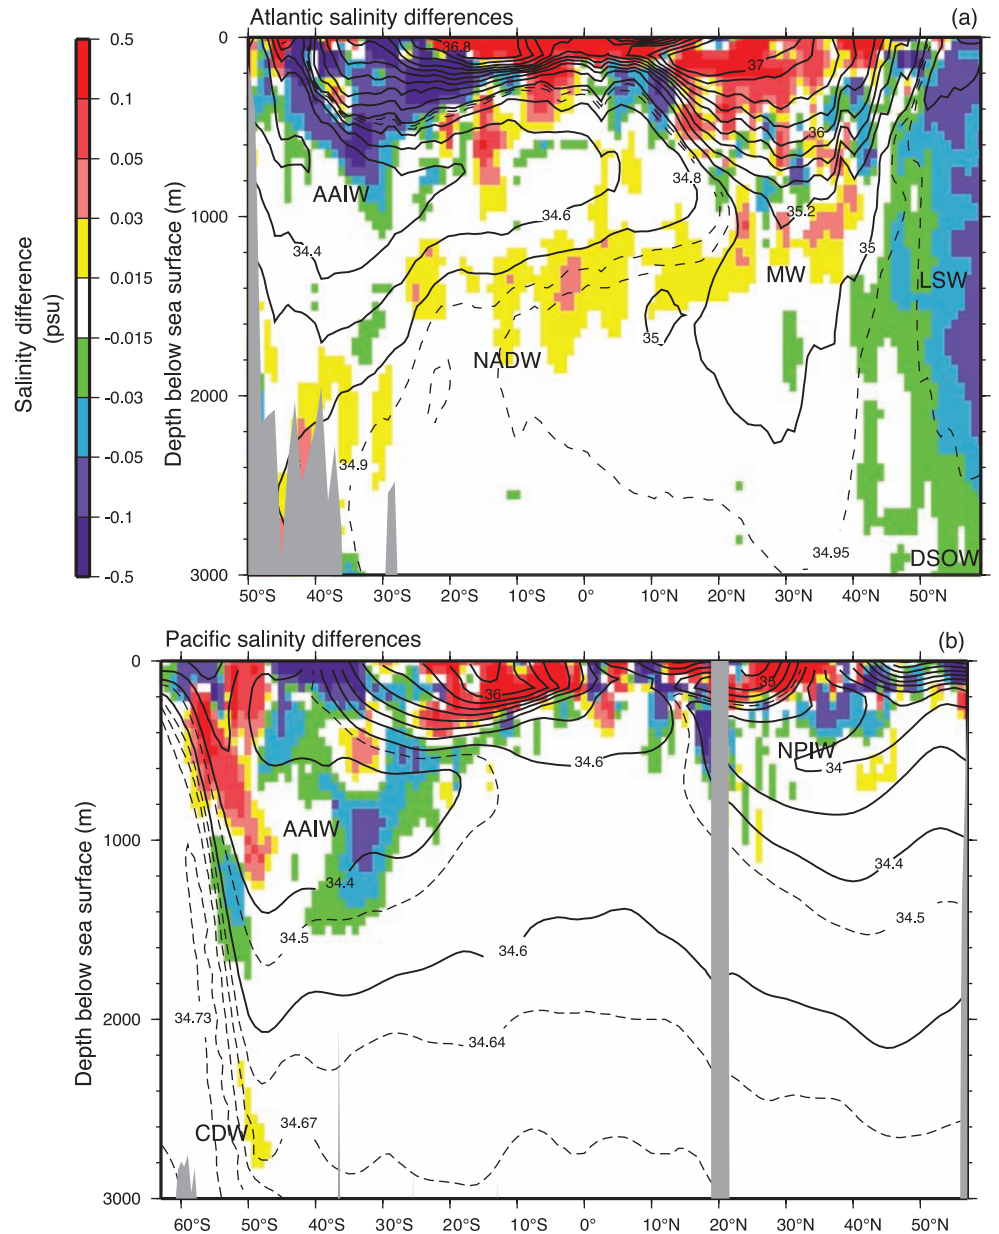 Atlantic salinity differences
(a)
0.5
0.1
0.05
0.03
0.015
-0.015
-0.03
-0.05
-0.1
-0.5
Salinity difference
(psu)
Depth below sea surface (m)
0
1000
2000
3000
36.8
37
36
AAIW
34.8
34.6
34.4
35.2
35
MW
LSW
35
NADW
34.9
34.95
DSOW
50°S
40°S
30°S
20°S
10°S
0°
10°N
20°N
30°N
40°N
50°N
Pacific salinity differences
(b)
Depth below sea surface (m)
0
1000
2000
3000
36
35
NPIW
34.6
34
AAIW
34.4
34.4
34.5
34.5
34.6
34.73
34.64
34.67
CDW
60°S
50°S
40°S
30°S
20°S
10°S
0°
10°N
20°N
30°N
40°N
50°N